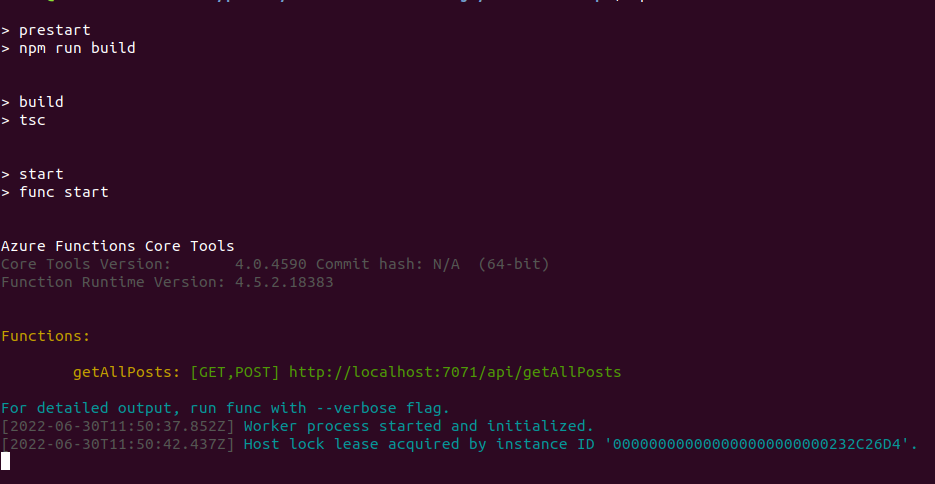 > prestart
> npm run build
> build
> tsc
> start
> func start
Azure Functions Core Tools
Core Tools Version:       4.0.4590 Commit hash: N/A  (64-bit)
Function Runtime Version: 4.5.2.18383
Functions:
getAllPosts: [GET,POST] http://localhost:7071/api/getAllPosts
For detailed output, run func with --verbose flag.
[2022-06-30T11:50:37.852Z] Worker process started and initialized.
[2022-06-30T11:50:42.437Z] Host lock lease acquired by instance ID '000000000000000000000000232C26D4'.